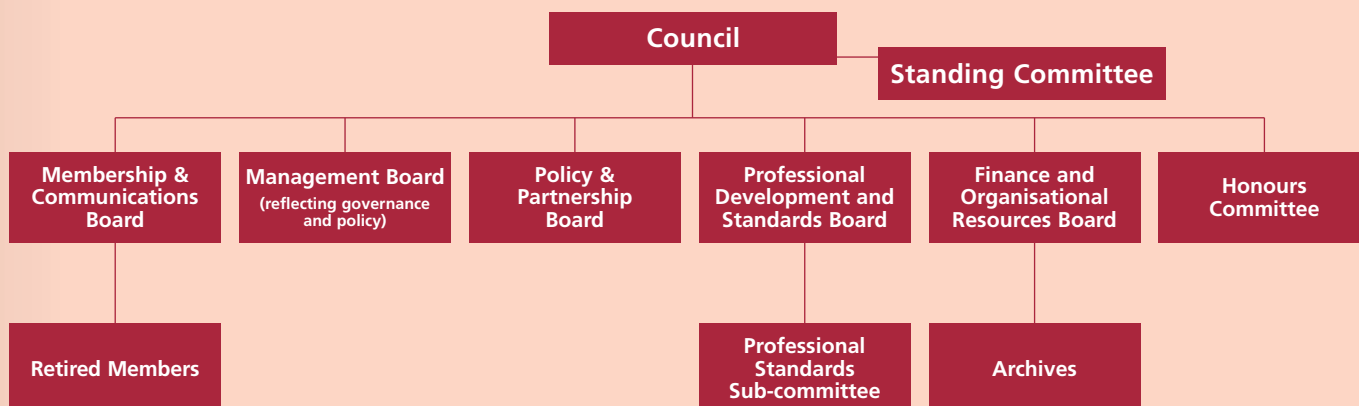 Council
Standing Committee
Membership &
Communications
Board
Management Board
(reflecting governance
and policy)
Policy &
Partnership
Board
Professional
Development and
Standards Board
Finance and
Organisational
Resources Board
Honours
Committee
Retired Members
Professional
Standards
Sub-committee
Archives